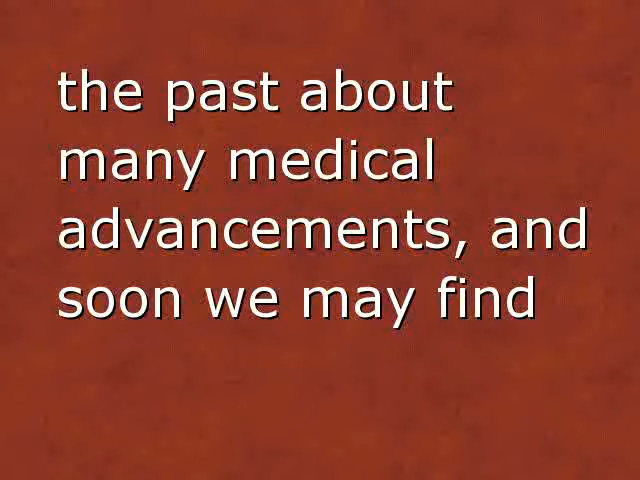 the past about
many medical
advancements, and
soon we may find